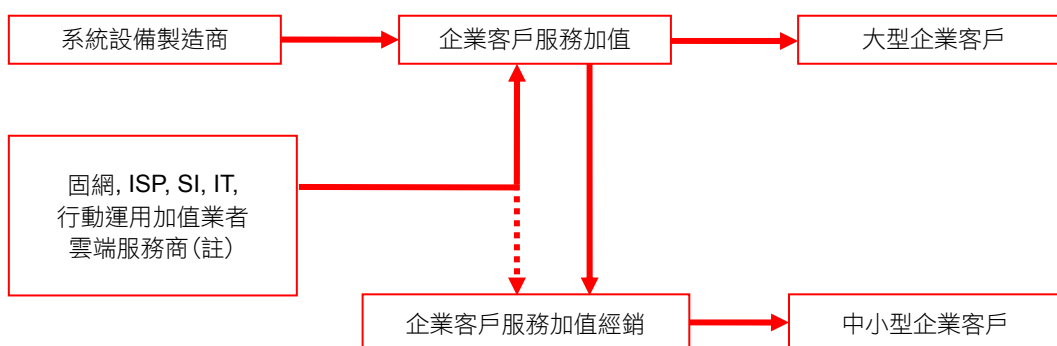 系統設備製造商
企業客戶服務加值
大型企業客戶
固網, ISP, SI, IT,
行動運用加值業者
雲端服務商(註)
企業客戶服務加值經銷
中小型企業客戶